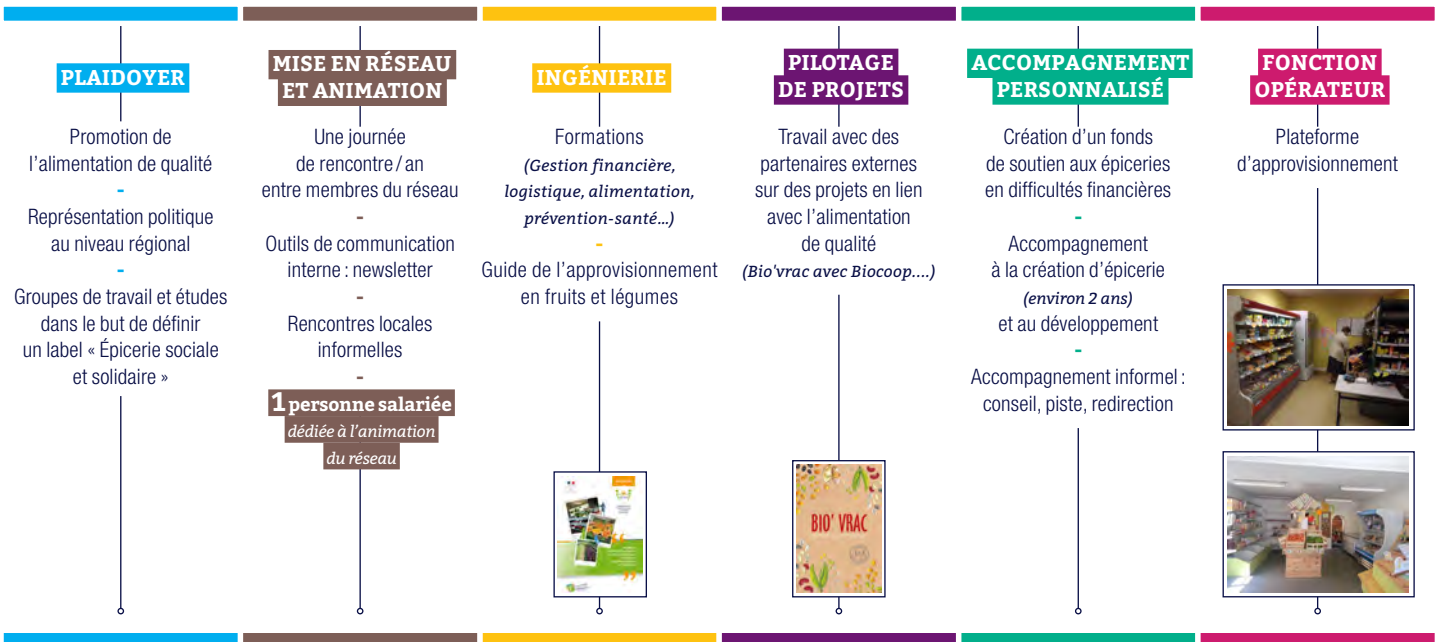 PLAIDOYER
Promotion de
l'alimentation de qualité
-
Représentation politique
au niveau régional
-
Groupes de travail et études
dans le but de définir
un label « Épicerie sociale
et solidaire »
MISE EN RÉSEAU
ET ANIMATION
Une journée
de rencontre / an
entre membres du réseau
-
Outils de communication
interne : newsletter
-
Rencontres locales
informelles
-
1 personne salariée
dédiée à l'animation
du réseau
INGÉNIERIE
Formations
(Gestion financière,
logistique, alimentation,
prévention-santé...)
-
Guide de l'approvisionnement
en fruits et légumes
PILOTAGE
DE PROJETS
Travail avec des
partenaires externes
sur des projets en lien
avec l'alimentation
de qualité
(Bio'vrac avec Biocoop....)
BIO' VRAC
ACCOMPAGNEMENT
PERSONNALISÉ
Création d'un fonds
de soutien aux épiceries
en difficultés financières
-
Accompagnement
à la création d'épicerie
(environ 2 ans)
et au développement
-
Accompagnement informel :
conseil, piste, redirection
FONCTION
OPÉRATEUR
Plateforme
d'approvisionnement